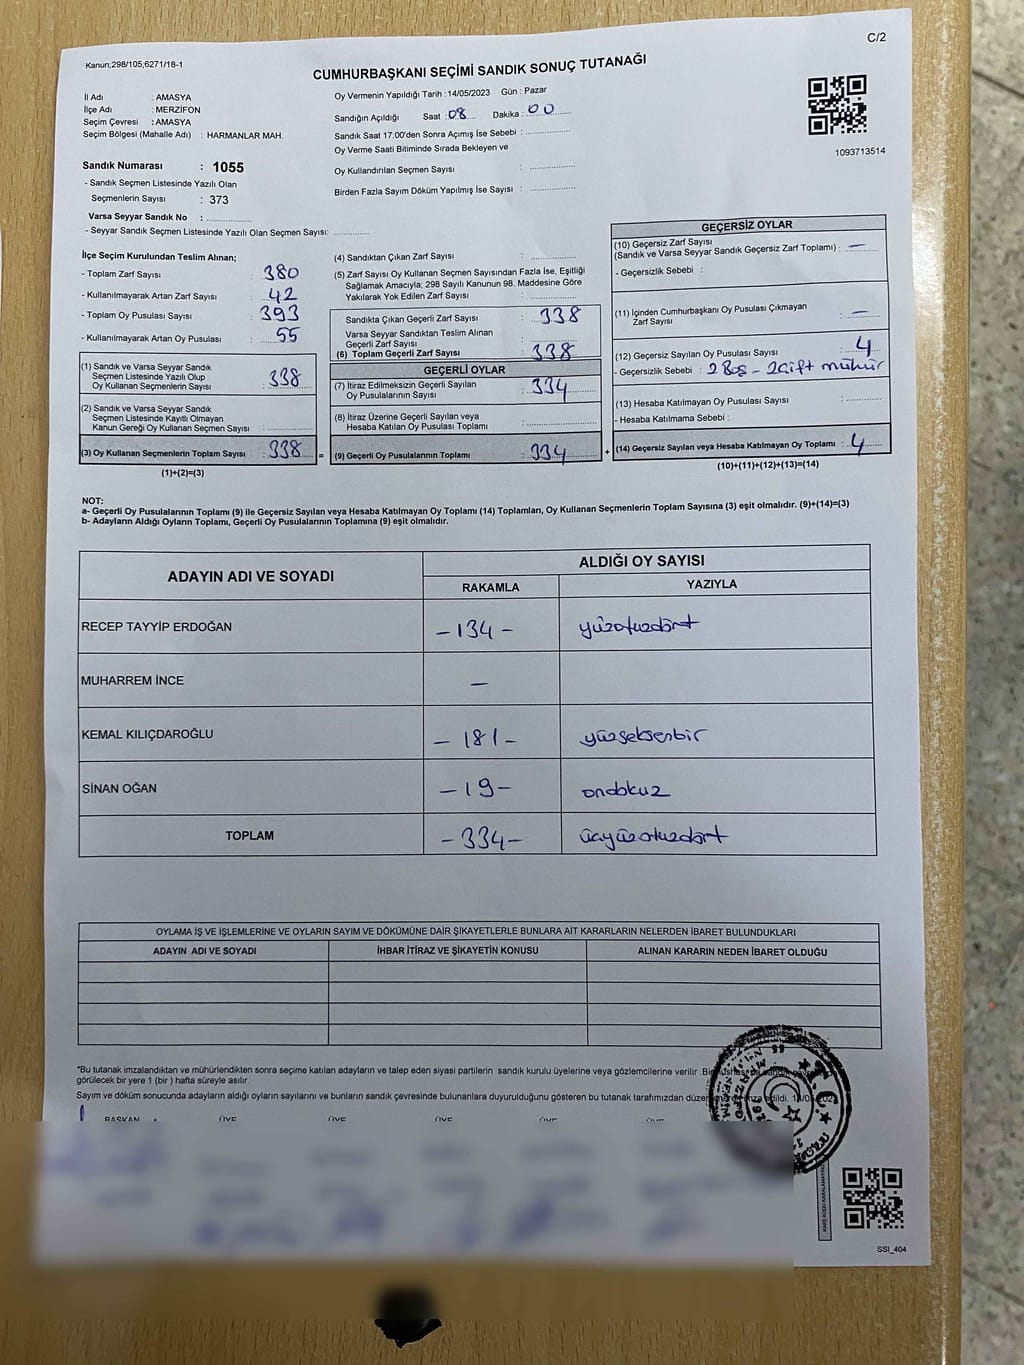 C/2
Kanun;298/105,6271/18-1
CUMHURBAŞKANI SEÇİMİ SANDIK SONUÇ TUTANAĞI
İl Adı : AMASYA
İlçe Adı : MERZİFON
Seçim Çevresi : AMASYA
Seçim Bölgesi (Mahalle Adı) : HARMANLAR MAH.
Oy Vermenin Yapıldığı Tarih : 14/05/2023 Gün : Pazar
Sandığın Açıldığı Saat : 08 Dakika : 00
Sandık Saat 17:00'den Sonra Açımış İse Sebebi :
Oy Verme Saati Bitiminde Sırada Bekleyen ve
Oy Kullandırılan Seçmen Sayısı :
Birden Fazla Sayım Döküm Yapılmış İse Sayısı :
1093713514
Sandık Numarası : 1055
- Sandık Seçmen Listesinde Yazılı Olan
Seçmenlerin Sayısı : 373
Varsa Seyyar Sandık No :
- Seyyar Sandık Seçmen Listesinde Yazılı Olan Seçmen Sayısı:
İlçe Seçim Kurulundan Teslim Alınan;
- Toplam Zarf Sayısı : 380
- Kullanılmayarak Artan Zarf Sayısı : 42
- Toplam Oy Pusulası Sayısı : 393
- Kullanılmayarak Artan Oy Pusulası : 55
(1) Sandık ve Varsa Seyyar Sandık
Seçmen Listesinde Yazılı Olup
Oy Kullanan Seçmenlerin Sayısı : 338
(2) Sandık ve Varsa Seyyar Sandık
Seçmen Listesinde Kayıtlı Olmayan
Kanun Gereği Oy Kullanan Seçmen Sayısı :
(3) Oy Kullanan Seçmenlerin Toplam Sayısı : 338 =
(1)+(2)=(3)
(4) Sandıktan Çıkan Zarf Sayısı :
(5) Zarf Sayısı Oy Kullanan Seçmen Sayısından Fazla İse, Eşitliği
Sağlamak Amacıyla; 298 Sayılı Kanunun 98. Maddesine Göre
Yakılarak Yok Edilen Zarf Sayısı :
Sandıkta Çıkan Geçerli Zarf Sayısı : 338
Varsa Seyyar Sandıktan Teslim Alınan
Geçerli Zarf Sayısı :
(6) Toplam Geçerli Zarf Sayısı : 338
GEÇERLİ OYLAR
(7) İtiraz Edilmeksizin Geçerli Sayılan
Oy Pusulalarının Sayısı : 334
(8) İtiraz Üzerine Geçerli Sayılan veya
Hesaba Katılan Oy Pusulası Toplamı :
(9) Geçerli Oy Pusulalarının Toplamı : 334 +
GEÇERSİZ OYLAR
(10) Geçersiz Zarf Sayısı
(Sandık ve Varsa Seyyar Sandık Geçersiz Zarf Toplamı) : —
- Geçersizlik Sebebi :
(11) İçinden Cumhurbaşkanı Oy Pusulası Çıkmayan
Zarf Sayısı : —
(12) Geçersiz Sayılan Oy Pusulası Sayısı : 4
- Geçersizlik Sebebi : 2 Boş - 2 Çift mühür
(13) Hesaba Katılmayan Oy Pusulası Sayısı :
- Hesaba Katılmama Sebebi :
(14) Geçersiz Sayılan veya Hesaba Katılmayan Oy Toplamı : 4
(10)+(11)+(12)+(13)=(14)
NOT:
a- Geçerli Oy Pusulalarının Toplamı (9) ile Geçersiz Sayılan veya Hesaba Katılmayan Oy Toplamı (14) Toplamları, Oy Kullanan Seçmenlerin Toplam Sayısına (3) eşit olmalıdır. (9)+(14)=(3)
b- Adayların Aldığı Oyların Toplamı, Geçerli Oy Pusulalarının Toplamına (9) eşit olmalıdır.
ADAYIN ADI VE SOYADI
ALDIĞI OY SAYISI
RAKAMLA YAZIYLA
RECEP TAYYİP ERDOĞAN -134- yüzotuzdört
MUHARREM İNCE —
KEMAL KILIÇDAROĞLU -181- yüzseksenbir
SİNAN OĞAN -19- ondokuz
TOPLAM -334- üçyüzotuzdört
OYLAMA İŞ VE İŞLEMLERİNE VE OYLARIN SAYIM VE DÖKÜMÜNE DAİR ŞİKAYETLERLE BUNLARA AİT KARARLARIN NELERDEN İBARET BULUNDUKLARI
ADAYIN ADI VE SOYADI İHBAR İTİRAZ VE ŞİKAYETİN KONUSU ALINAN KARARIN NEDEN İBARET OLDUĞU
"Bu tutanak imzalandıktan ve mühürlendikten sonra seçime katılan adayların ve talep eden siyasi partilerin sandık kurulu üyelerine veya gözlemcilerine verilir
görülecek bir yere 1 (bir) hafta süreyle asılır.
Sayım ve döküm sonucunda adayların aldığı oyların sayılarını ve bunların sandık çevresinde bulunanlara duyurulduğunu gösteren bu tutanak tarafımızdan
BAŞKAN ÜYE ÜYE ÜYE ÜYE ÜYE
SSİ_404